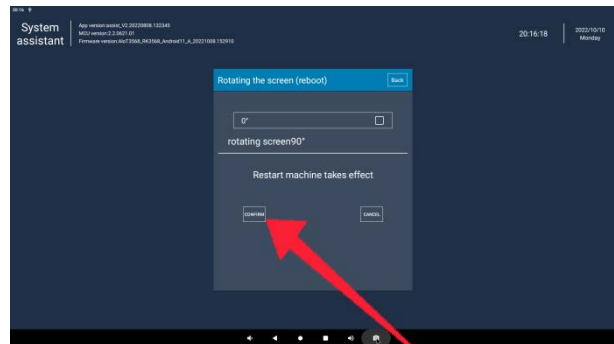 20:16
System
assistant
App version:assist_V2.20220808.132345
MCU version:2.2.0621.01
Firmware version:AIoT3568_RK3568_Android11_A_20221008.152910
20:16:18
2022/10/10
Monday
Rotating the screen (reboot)
Back
0°
rotating screen90°
Restart machine takes effect
CONFIRM
CANCEL